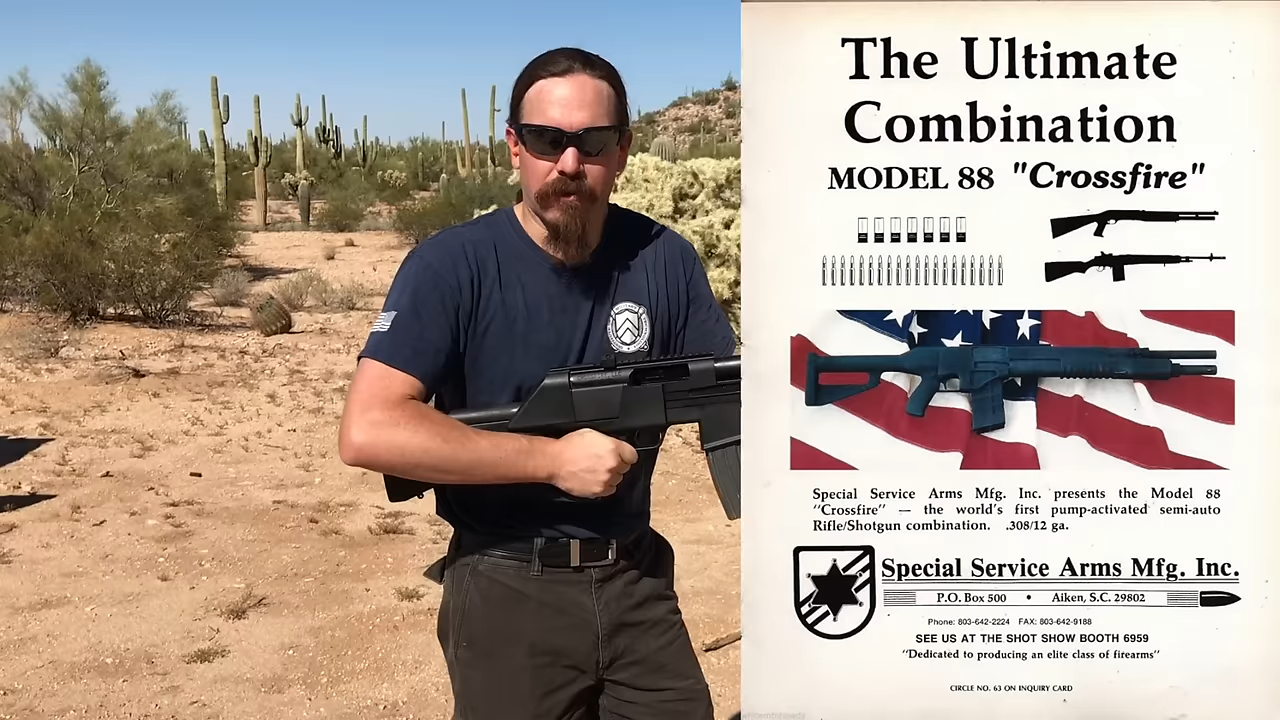 The Ultimate
Combination
MODEL 88 "Crossfire"
Special Service Arms Mfg. Inc. presents the Model 88
"Crossfire" — the world's first pump-activated semi-auto
Rifle/Shotgun combination. .308/12 ga.
Special Service Arms Mfg. Inc.
P.O. Box 500 • Aiken, S.C. 29802
Phone: 803-642-2224 FAX: 803-642-9188
SEE US AT THE SHOT SHOW BOOTH 6959
"Dedicated to producing an elite class of firearms"
CIRCLE NO. 63 ON INQUIRY CARD